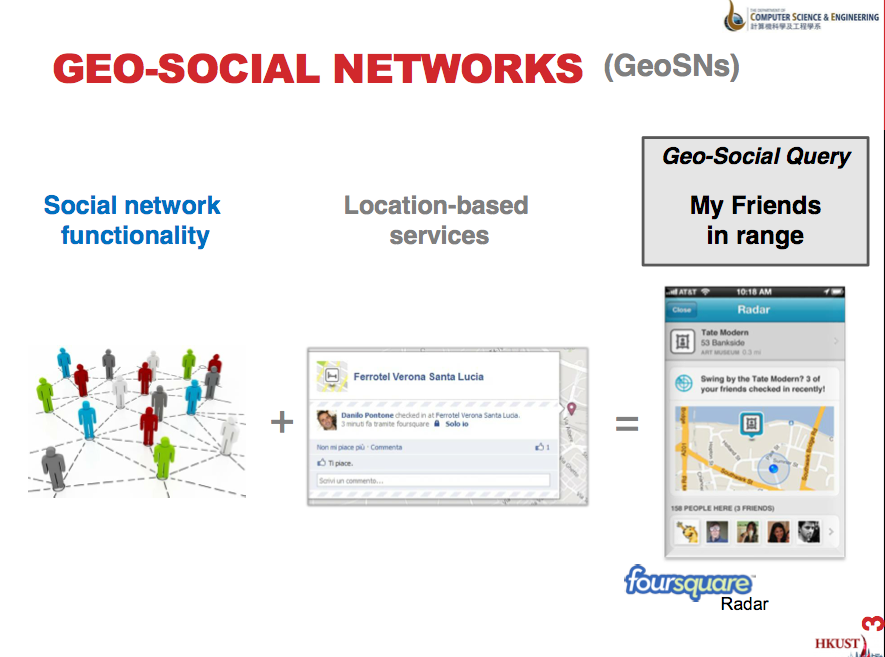 THE DEPARTMENT OF
COMPUTER SCIENCE & ENGINEERING
計算機科學及工程學系
GEO-SOCIAL NETWORKS (GeoSNs)
Social network
functionality
Location-based
services
Geo-Social Query
My Friends
in range
Ferrotel Verona Santa Lucia
Danilo Pontone checked in at Ferrotel Verona Santa Lucia.
3 minuti fa tramite foursquare Solo io
Non mi piace più · Commenta
1
Ti piace.
Scrivi un commento...
+
=
AT&T 10:18 AM
Close Radar
Tate Modern
53 Bankside
ART MUSEUM 0.3 mi
Swing by the Tate Modern? 3 of
your friends checked in recently!
Southwark St
Southwark Bridge Rd
158 PEOPLE HERE (3 FRIENDS)
foursquare
Radar
3
HKUST